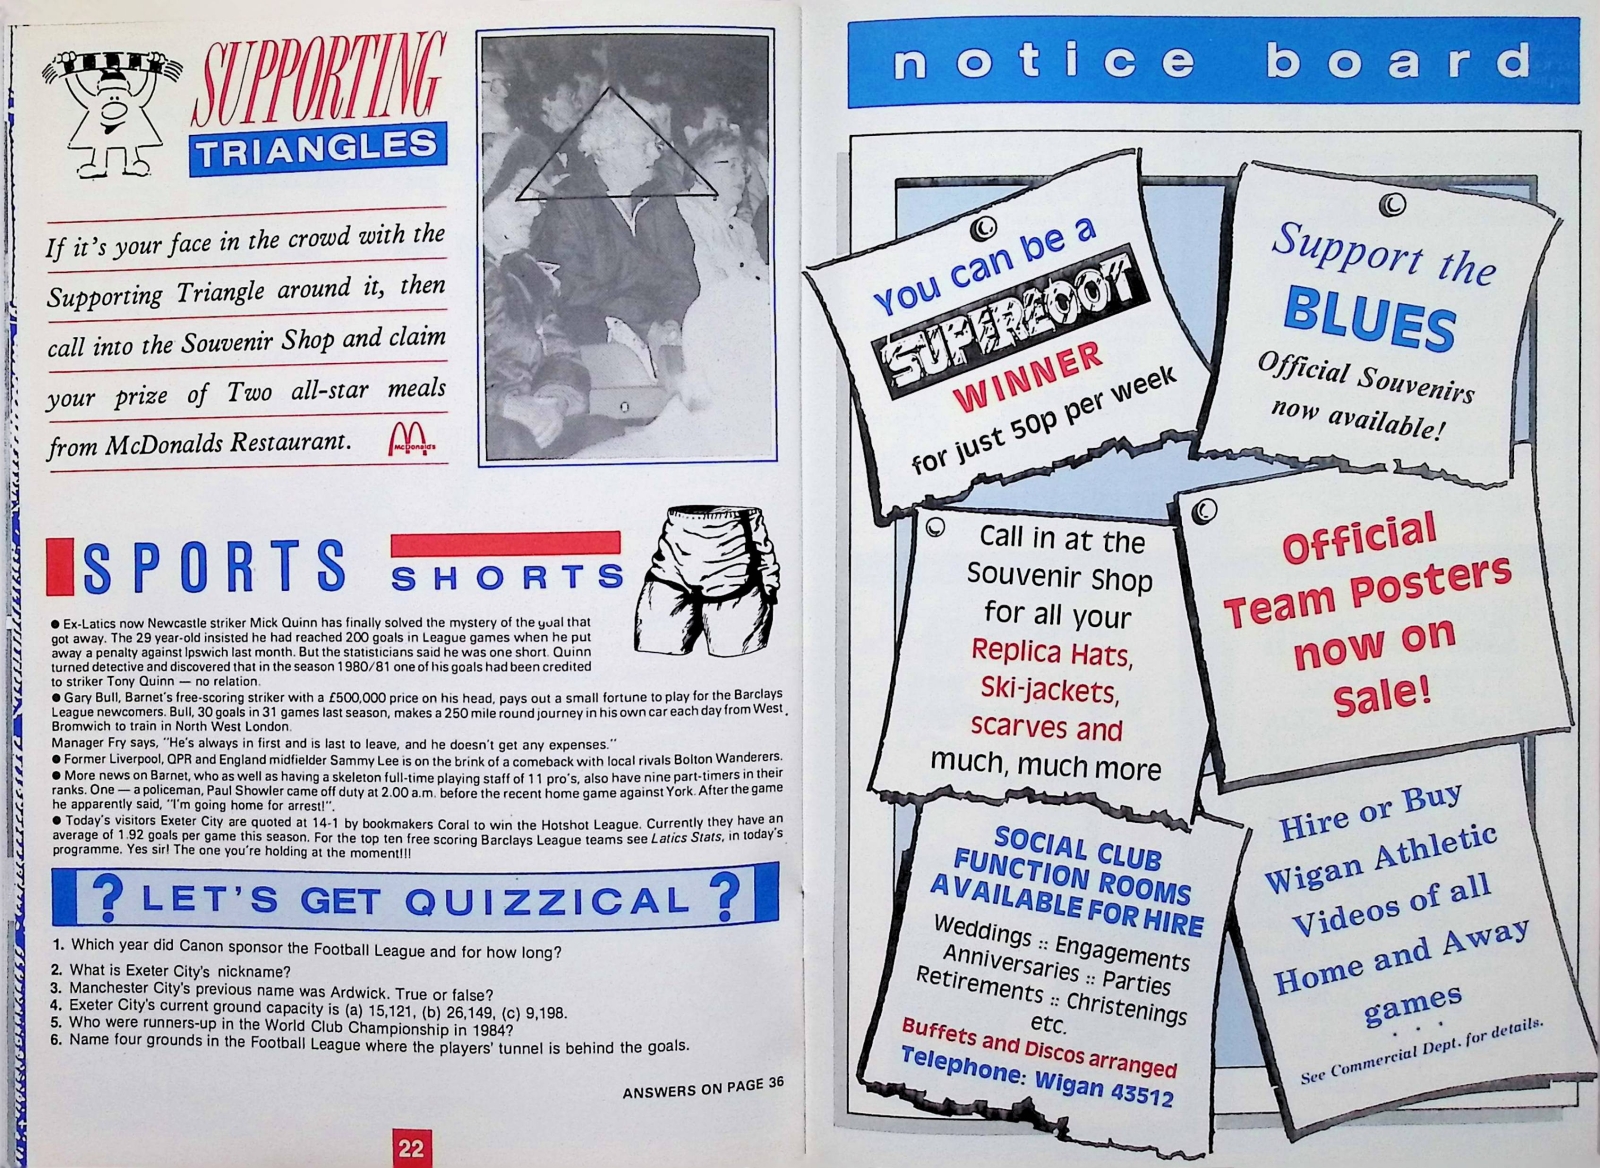 SUPPORTING
TRIANGLES
If it's your face in the crowd with the
Supporting Triangle around it, then
call into the Souvenir Shop and claim
your prize of Two all-star meals
from McDonalds Restaurant.
McDonald's
SPORTS
SHORTS
● Ex-Latics now Newcastle striker Mick Quinn has finally solved the mystery of the goal that
got away. The 29 year-old insisted he had reached 200 goals in League games when he put
away a penalty against Ipswich last month. But the statisticians said he was one short. Quinn
turned detective and discovered that in the season 1980/81 one of his goals had been credited
to striker Tony Quinn — no relation.
● Gary Bull, Barnet's free-scoring striker with a £500,000 price on his head, pays out a small fortune to play for the Barclays
League newcomers. Bull, 30 goals in 31 games last season, makes a 250 mile round journey in his own car each day from West
Bromwich to train in North West London.
Manager Fry says, "He's always in first and is last to leave, and he doesn't get any expenses."
● Former Liverpool, QPR and England midfielder Sammy Lee is on the brink of a comeback with local rivals Bolton Wanderers.
● More news on Barnet, who as well as having a skeleton full-time playing staff of 11 pro's, also have nine part-timers in their
ranks. One — a policeman, Paul Showler came off duty at 2.00 a.m. before the recent home game against York. After the game
he apparently said, "I'm going home for arrest!".
● Today's visitors Exeter City are quoted at 14-1 by bookmakers Coral to win the Hotshot League. Currently they have an
average of 1.92 goals per game this season. For the top ten free scoring Barclays League teams see Latics Stats, in today's
programme. Yes sir! The one you're holding at the moment!!!
? LET'S GET QUIZZICAL ?
1. Which year did Canon sponsor the Football League and for how long?
2. What is Exeter City's nickname?
3. Manchester City's previous name was Ardwick. True or false?
4. Exeter City's current ground capacity is (a) 15,121, (b) 26,149, (c) 9,198.
5. Who were runners-up in the World Club Championship in 1984?
6. Name four grounds in the Football League where the players' tunnel is behind the goals.
ANSWERS ON PAGE 36
22
notice board
You can be a
SUPERLOOT
WINNER
for just 50p per week
Support the
BLUES
Official Souvenirs
now available!
Call in at the
Souvenir Shop
for all your
Replica Hats,
Ski-jackets,
scarves and
much, much more
Official
Team Posters
now on
Sale!
SOCIAL CLUB
FUNCTION ROOMS
AVAILABLE FOR HIRE
Weddings :: Engagements
Anniversaries :: Parties
Retirements :: Christenings
etc.
Buffets and Discos arranged
Telephone: Wigan 43512
Hire or Buy
Wigan Athletic
Videos of all
Home and Away
games
. . .
See Commercial Dept. for details.